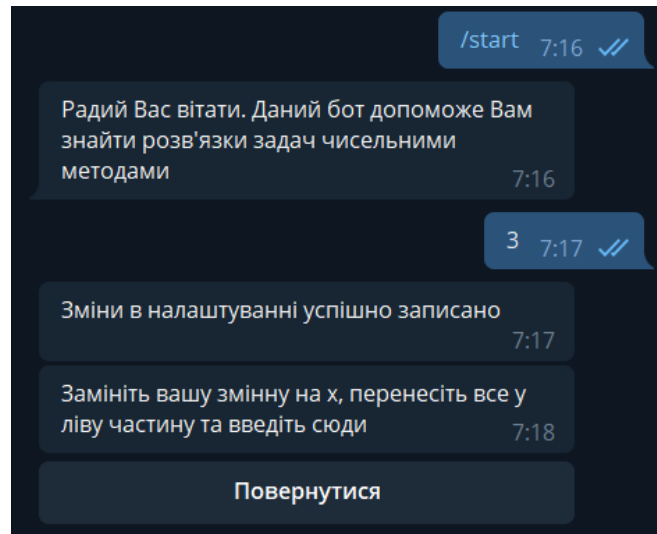 /start 7:16
Радий Вас вітати. Даний бот допоможе Вам
знайти розв'язки задач чисельними
методами
7:16
3 7:17
Зміни в налаштуванні успішно записано
7:17
Замініть вашу змінну на x, перенесіть все у
ліву частину та введіть сюди
7:18
Повернутися